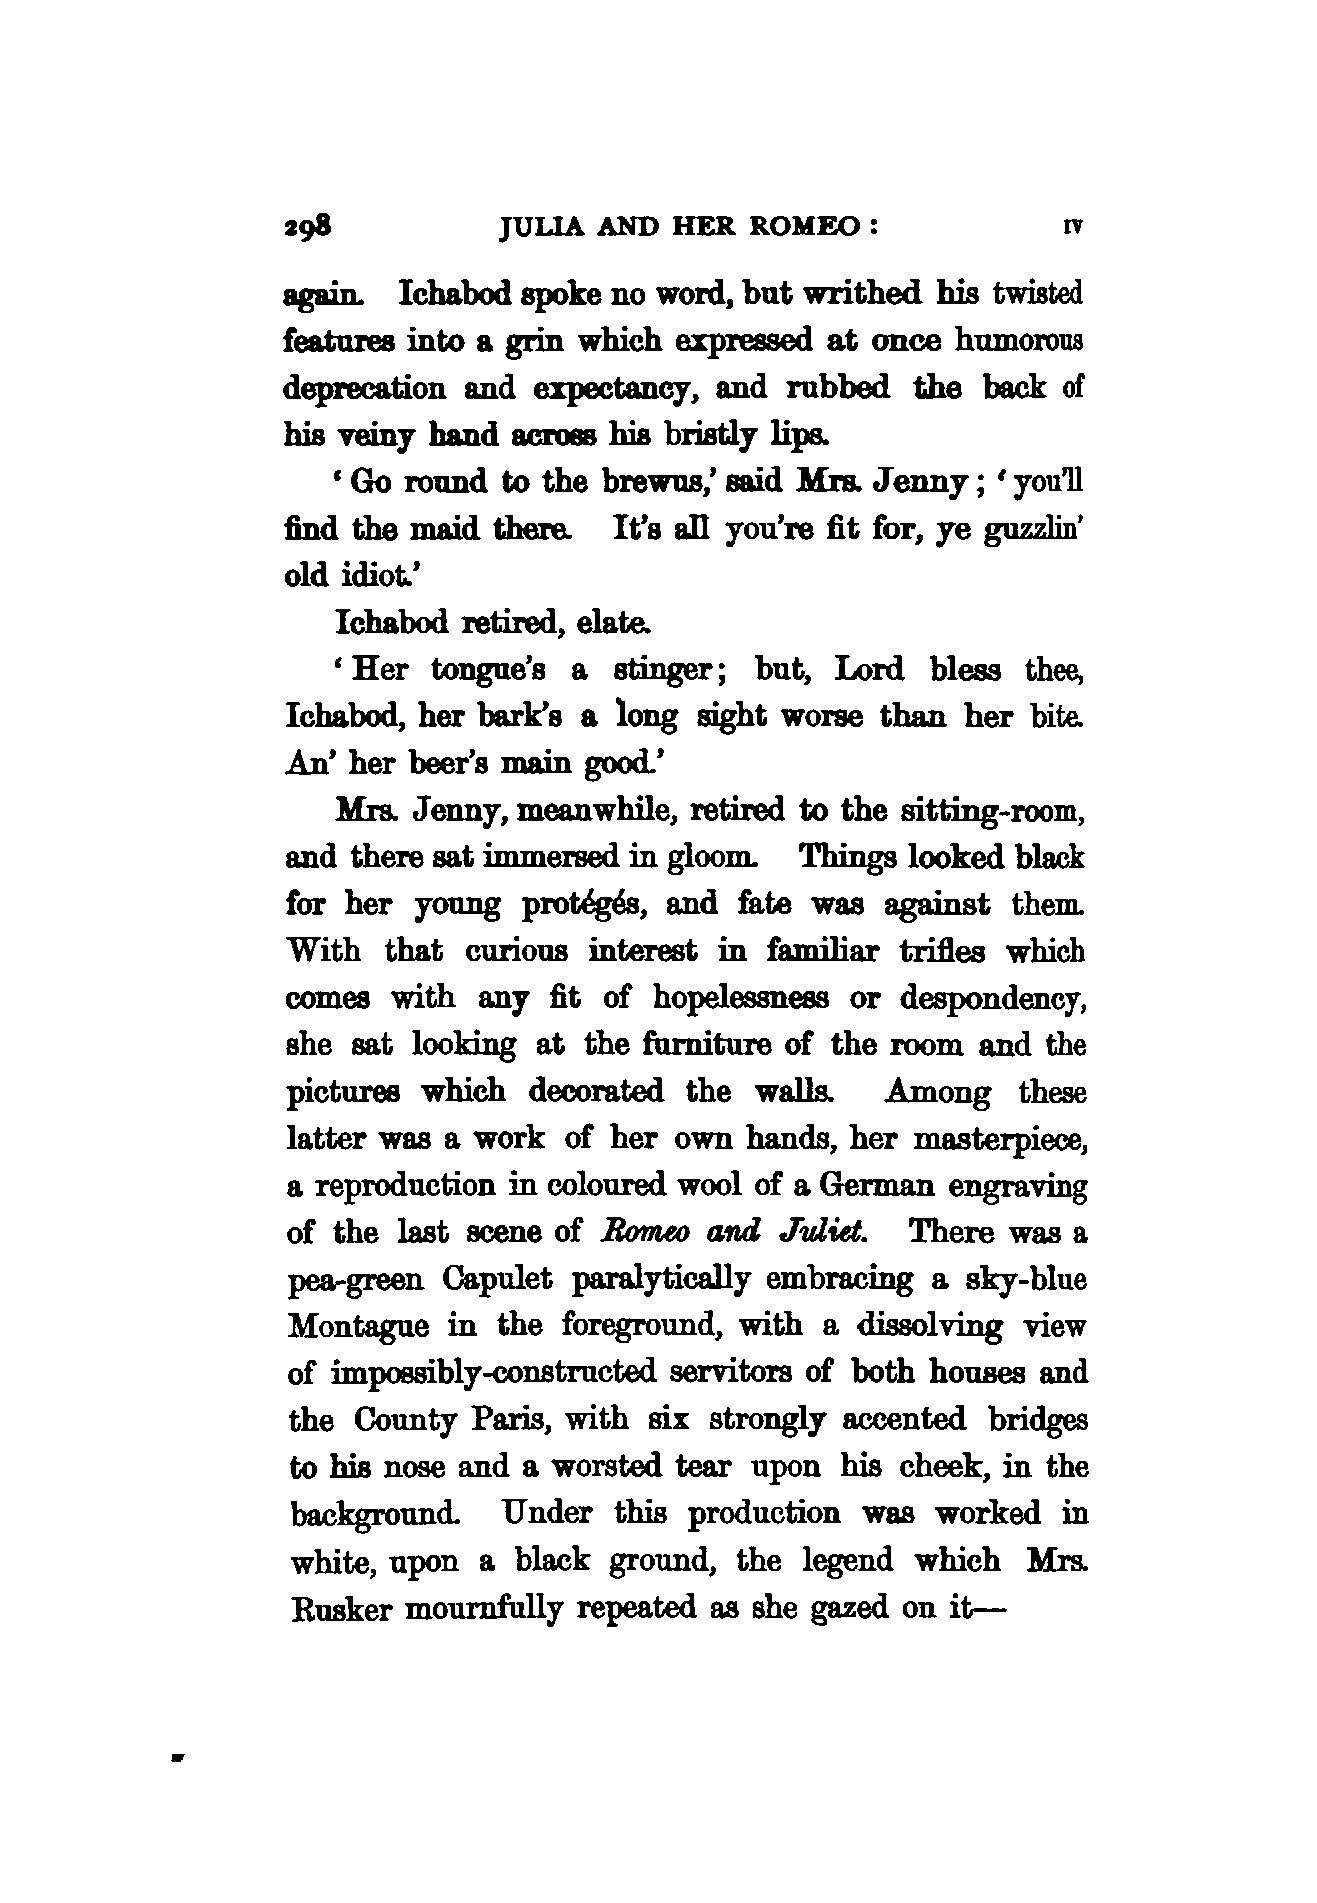 298 JULIA AND HER ROMEO : IV
again. Ichabod spoke no word, but writhed his twisted
features into a grin which expressed at once humorous
deprecation and expectancy, and rubbed the back of
his veiny hand across his bristly lips.
‘Go round to the brewus,’ said Mrs. Jenny; ‘you’ll
find the maid there. It’s all you’re fit for, ye guzzlin’
old idiot.’
Ichabod retired, elate.
‘Her tongue’s a stinger; but, Lord bless thee,
Ichabod, her bark’s a long sight worse than her bite.
An’ her beer’s main good.’
Mrs. Jenny, meanwhile, retired to the sitting-room,
and there sat immersed in gloom. Things looked black
for her young protégés, and fate was against them.
With that curious interest in familiar trifles which
comes with any fit of hopelessness or despondency,
she sat looking at the furniture of the room and the
pictures which decorated the walls. Among these
latter was a work of her own hands, her masterpiece,
a reproduction in coloured wool of a German engraving
of the last scene of Romeo and Juliet. There was a
pea-green Capulet paralytically embracing a sky-blue
Montague in the foreground, with a dissolving view
of impossibly-constructed servitors of both houses and
the County Paris, with six strongly accented bridges
to his nose and a worsted tear upon his cheek, in the
background. Under this production was worked in
white, upon a black ground, the legend which Mrs.
Rusker mournfully repeated as she gazed on it—